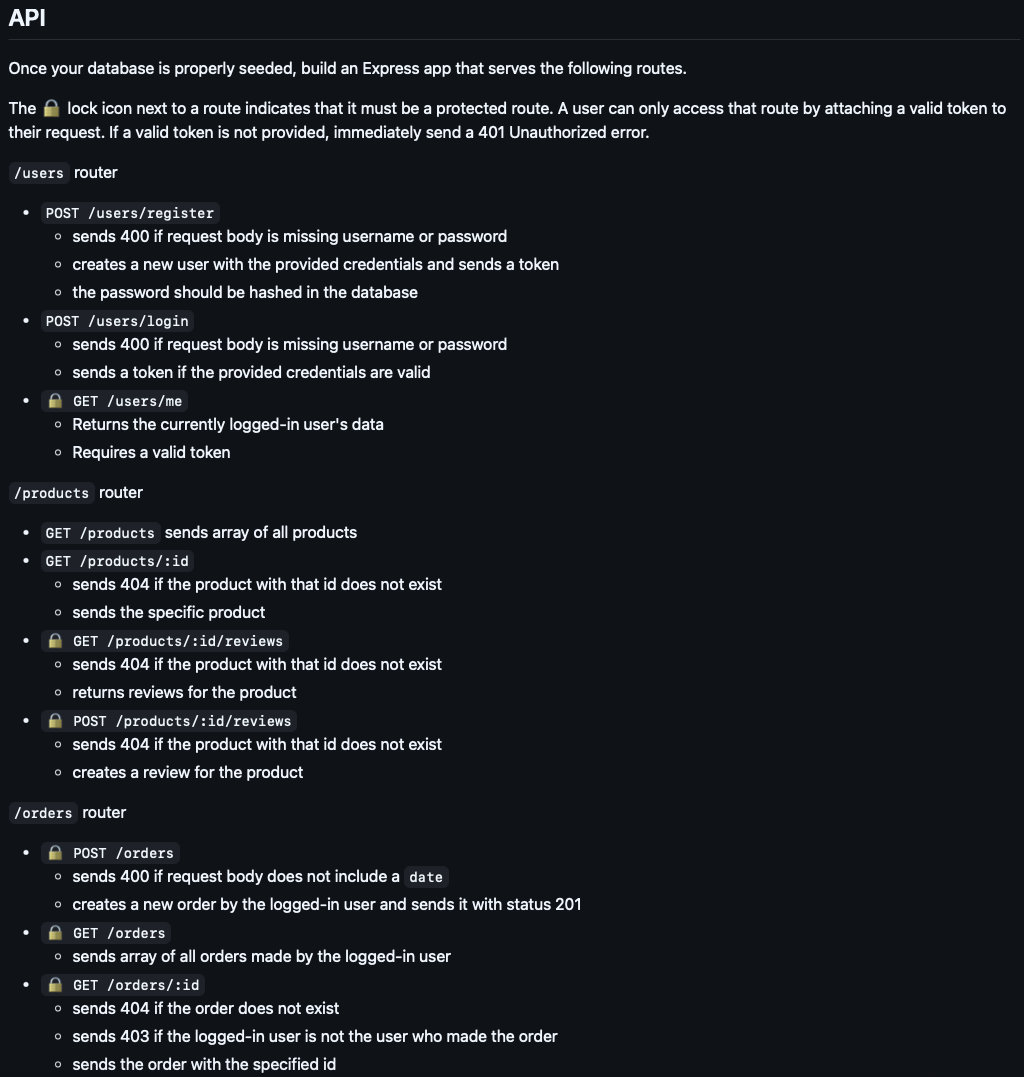 API
Once your database is properly seeded, build an Express app that serves the following routes.
The 🔒 lock icon next to a route indicates that it must be a protected route. A user can only access that route by attaching a valid token to
their request. If a valid token is not provided, immediately send a 401 Unauthorized error.
/users router
• POST /users/register
◦ sends 400 if request body is missing username or password
◦ creates a new user with the provided credentials and sends a token
◦ the password should be hashed in the database
• POST /users/login
◦ sends 400 if request body is missing username or password
◦ sends a token if the provided credentials are valid
• 🔒 GET /users/me
◦ Returns the currently logged-in user's data
◦ Requires a valid token
/products router
• GET /products sends array of all products
• GET /products/:id
◦ sends 404 if the product with that id does not exist
◦ sends the specific product
• 🔒 GET /products/:id/reviews
◦ sends 404 if the product with that id does not exist
◦ returns reviews for the product
• 🔒 POST /products/:id/reviews
◦ sends 404 if the product with that id does not exist
◦ creates a review for the product
/orders router
• 🔒 POST /orders
◦ sends 400 if request body does not include a date
◦ creates a new order by the logged-in user and sends it with status 201
• 🔒 GET /orders
◦ sends array of all orders made by the logged-in user
• 🔒 GET /orders/:id
◦ sends 404 if the order does not exist
◦ sends 403 if the logged-in user is not the user who made the order
◦ sends the order with the specified id